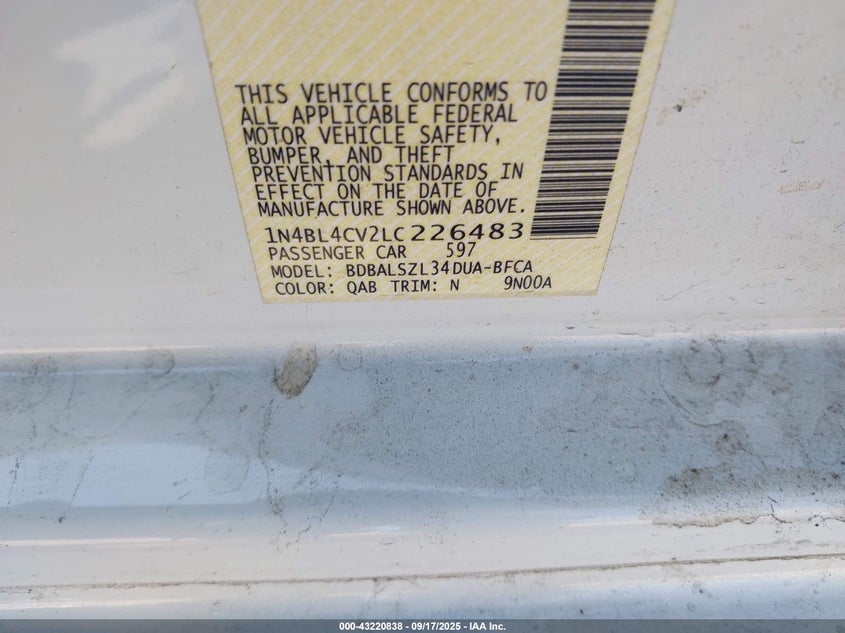 THIS VEHICLE CONFORMS TO
ALL APPLICABLE FEDERAL
MOTOR VEHICLE SAFETY,
BUMPER, AND THEFT
PREVENTION STANDARDS IN
EFFECT ON THE DATE OF
MANUFACTURE SHOWN ABOVE.
1N4BL4CV2LC226483
PASSENGER CAR 597
MODEL: BDBALSZL34DUA-BFCA
COLOR: QAB TRIM: N 9N00A
000-43220838 - 09/17/2025 - IAA Inc.